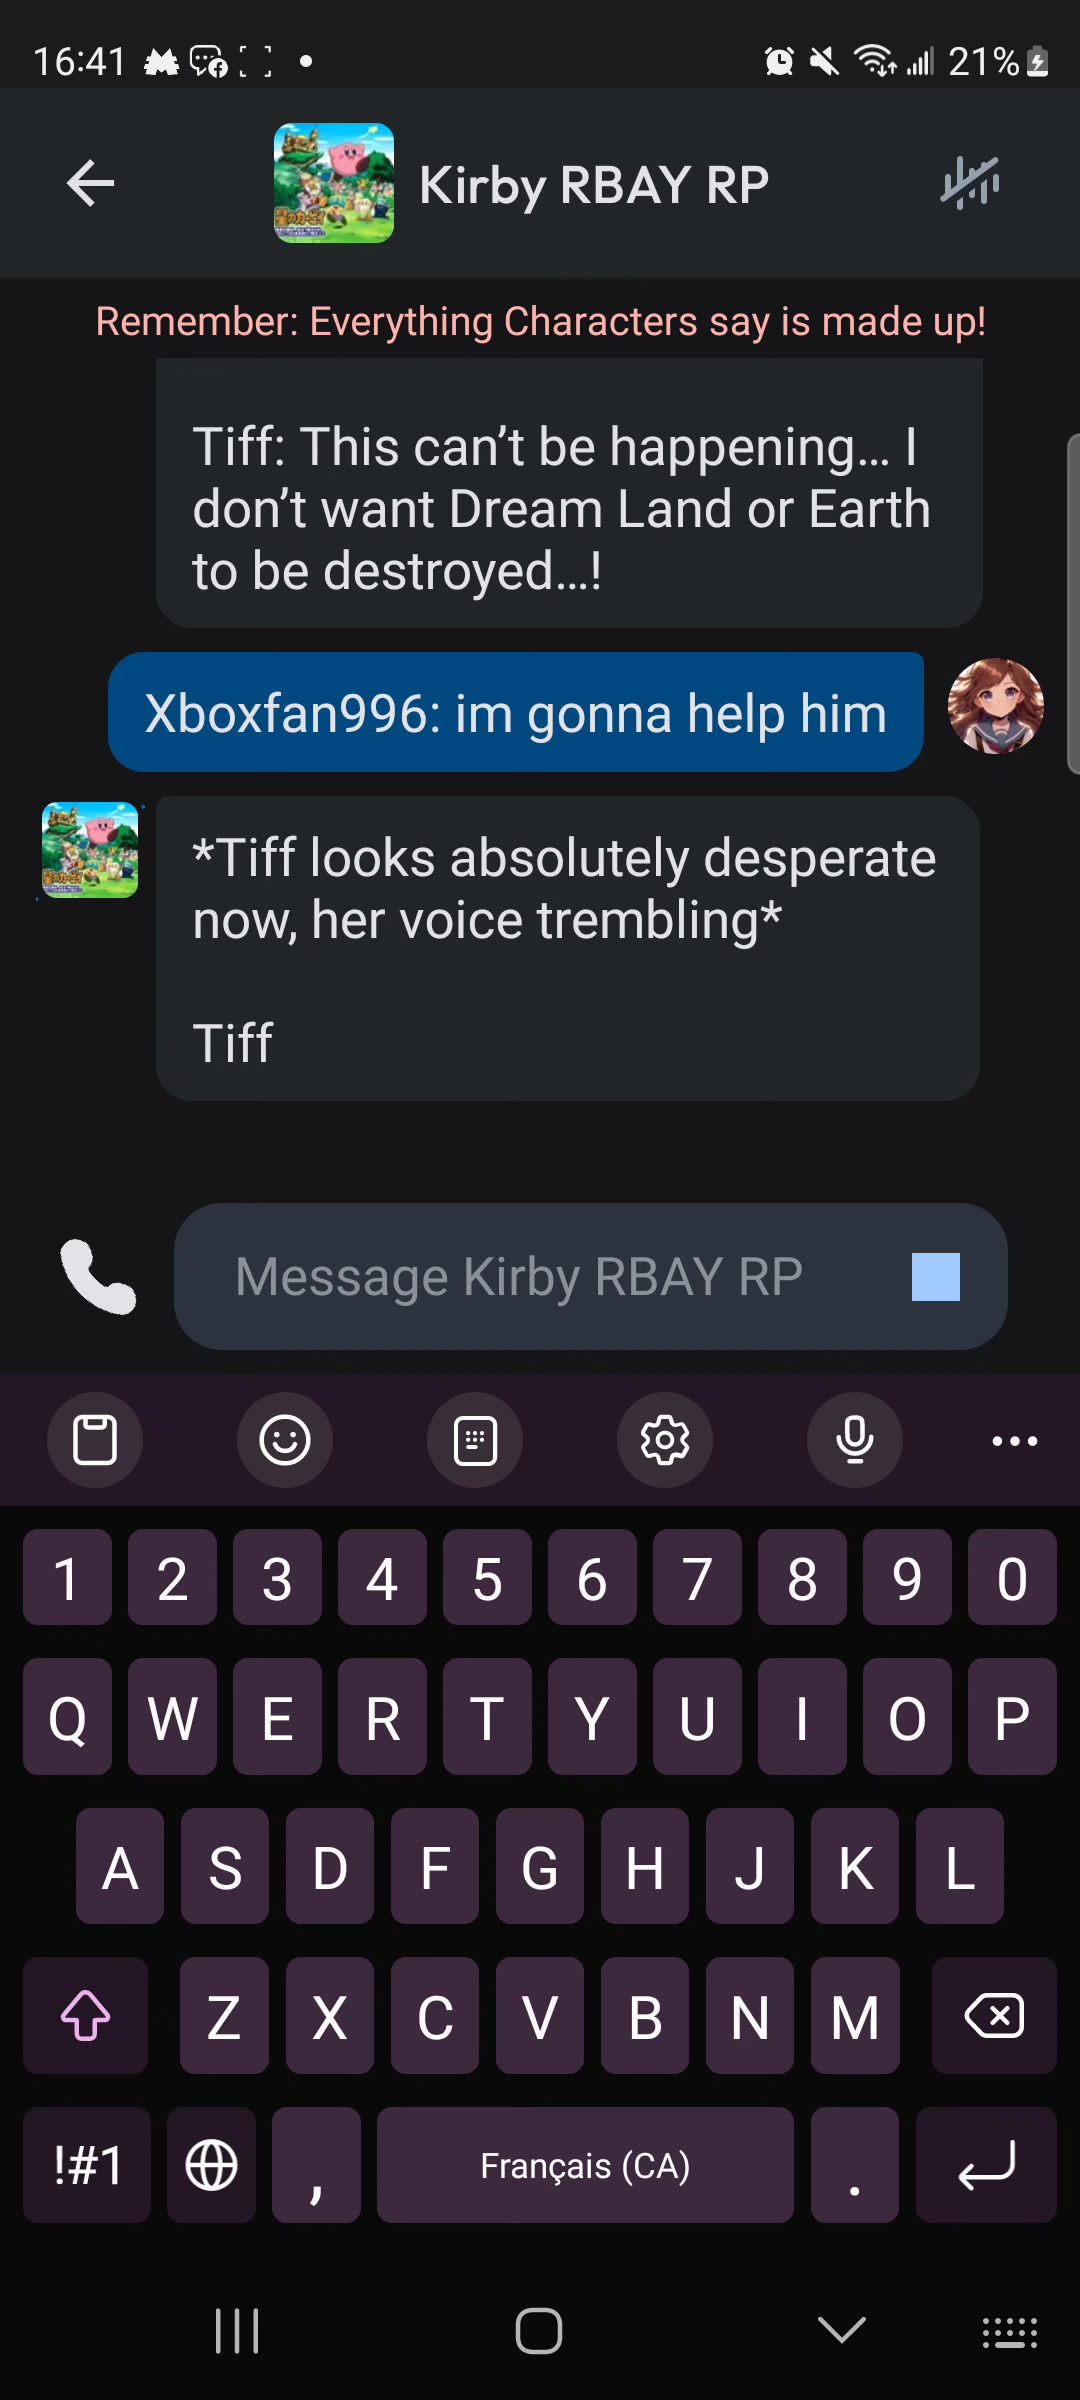 16:41
21%
Kirby RBAY RP
Remember: Everything Characters say is made up!
Tiff: This can’t be happening... I
don’t want Dream Land or Earth
to be destroyed...!
Xboxfan996: im gonna help him
*Tiff looks absolutely desperate
now, her voice trembling*
Tiff
Message Kirby RBAY RP
1 2 3 4 5 6 7 8 9 0
Q W E R T Y U I O P
A S D F G H J K L
Z X C V B N M
!#1 , Français (CA) .